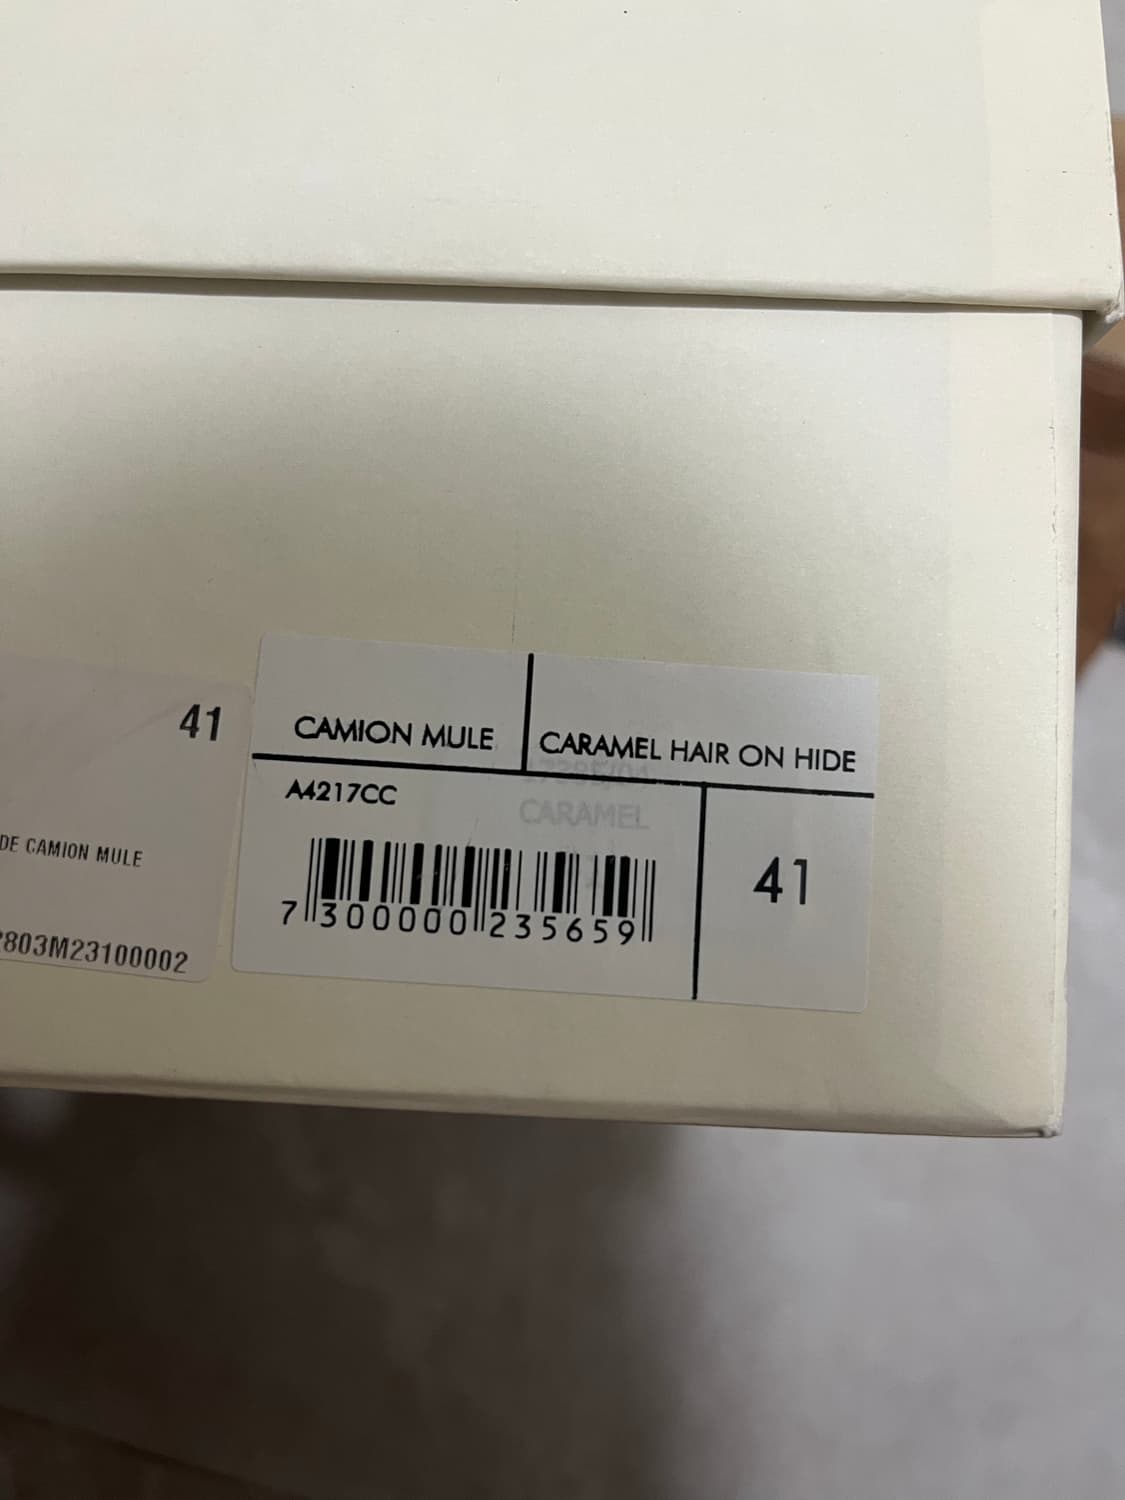 41
DE CAMION MULE
803M23100002
CAMION MULE
CARAMEL HAIR ON HIDE
A4217CC
CARAMEL
7 300000 235659
41